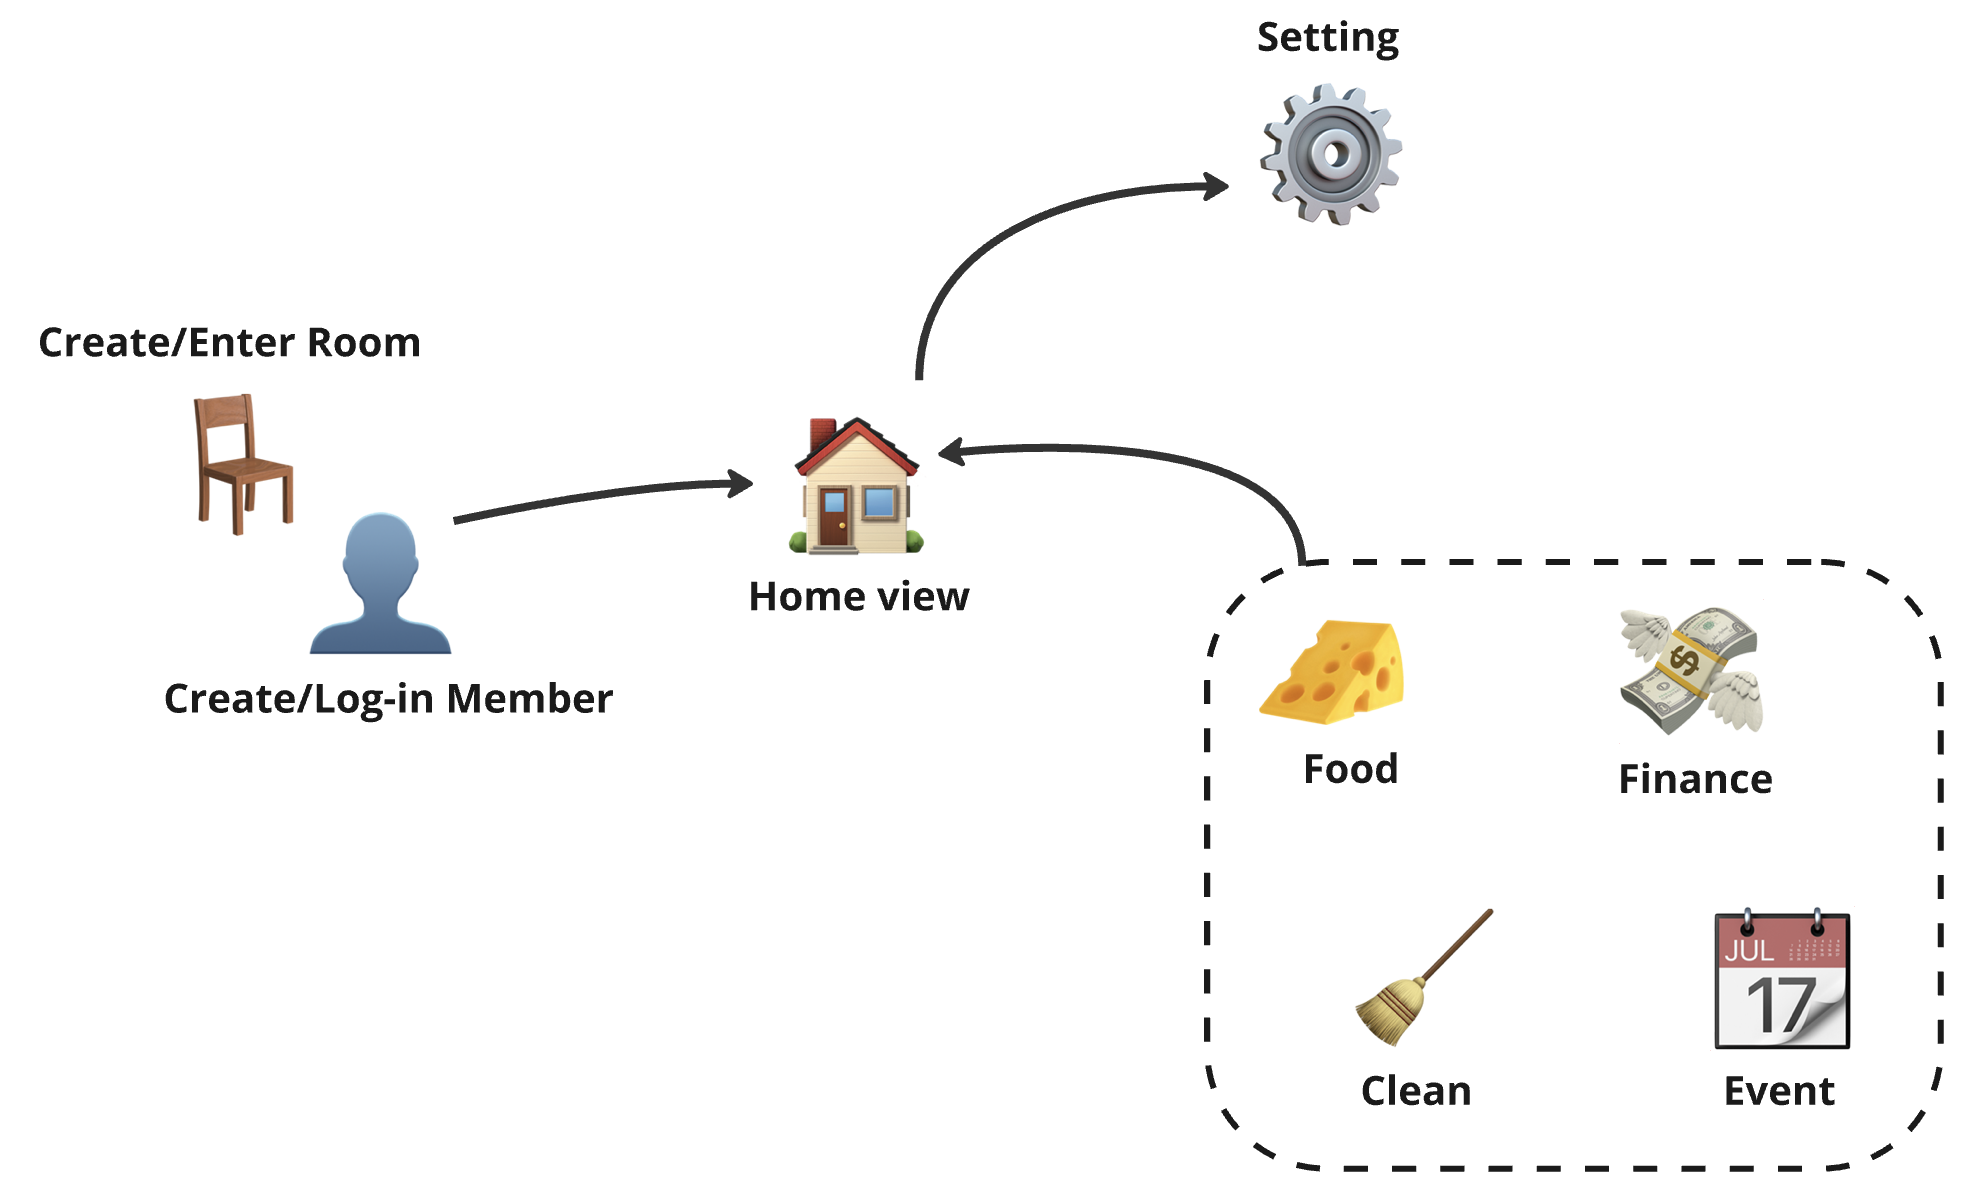 Setting
Create/Enter Room
Home view
Create/Log-in Member
Food
Finance
JUL
17
Clean
Event